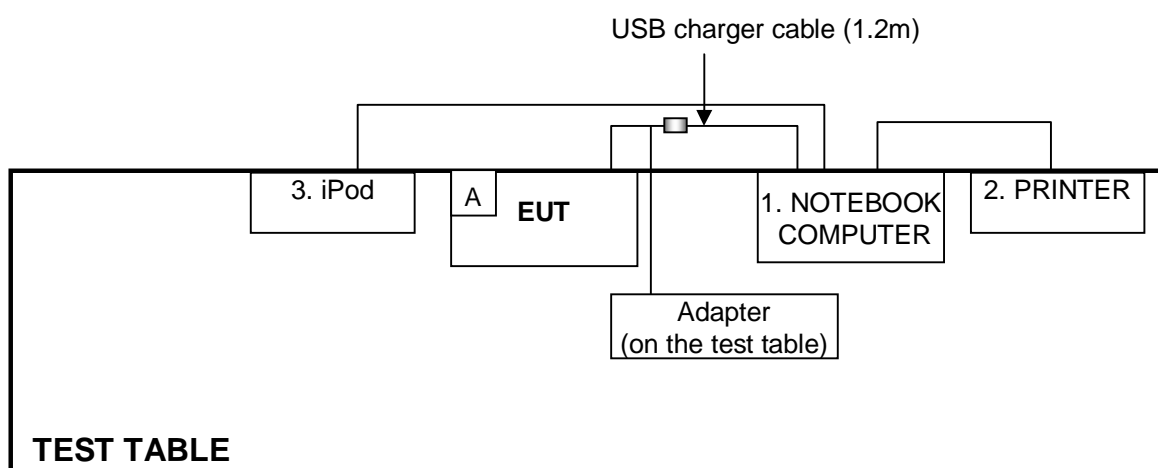 USB charger cable (1.2m)
3. iPod
A
EUT
1. NOTEBOOK
COMPUTER
2. PRINTER
Adapter
(on the test table)
TEST TABLE